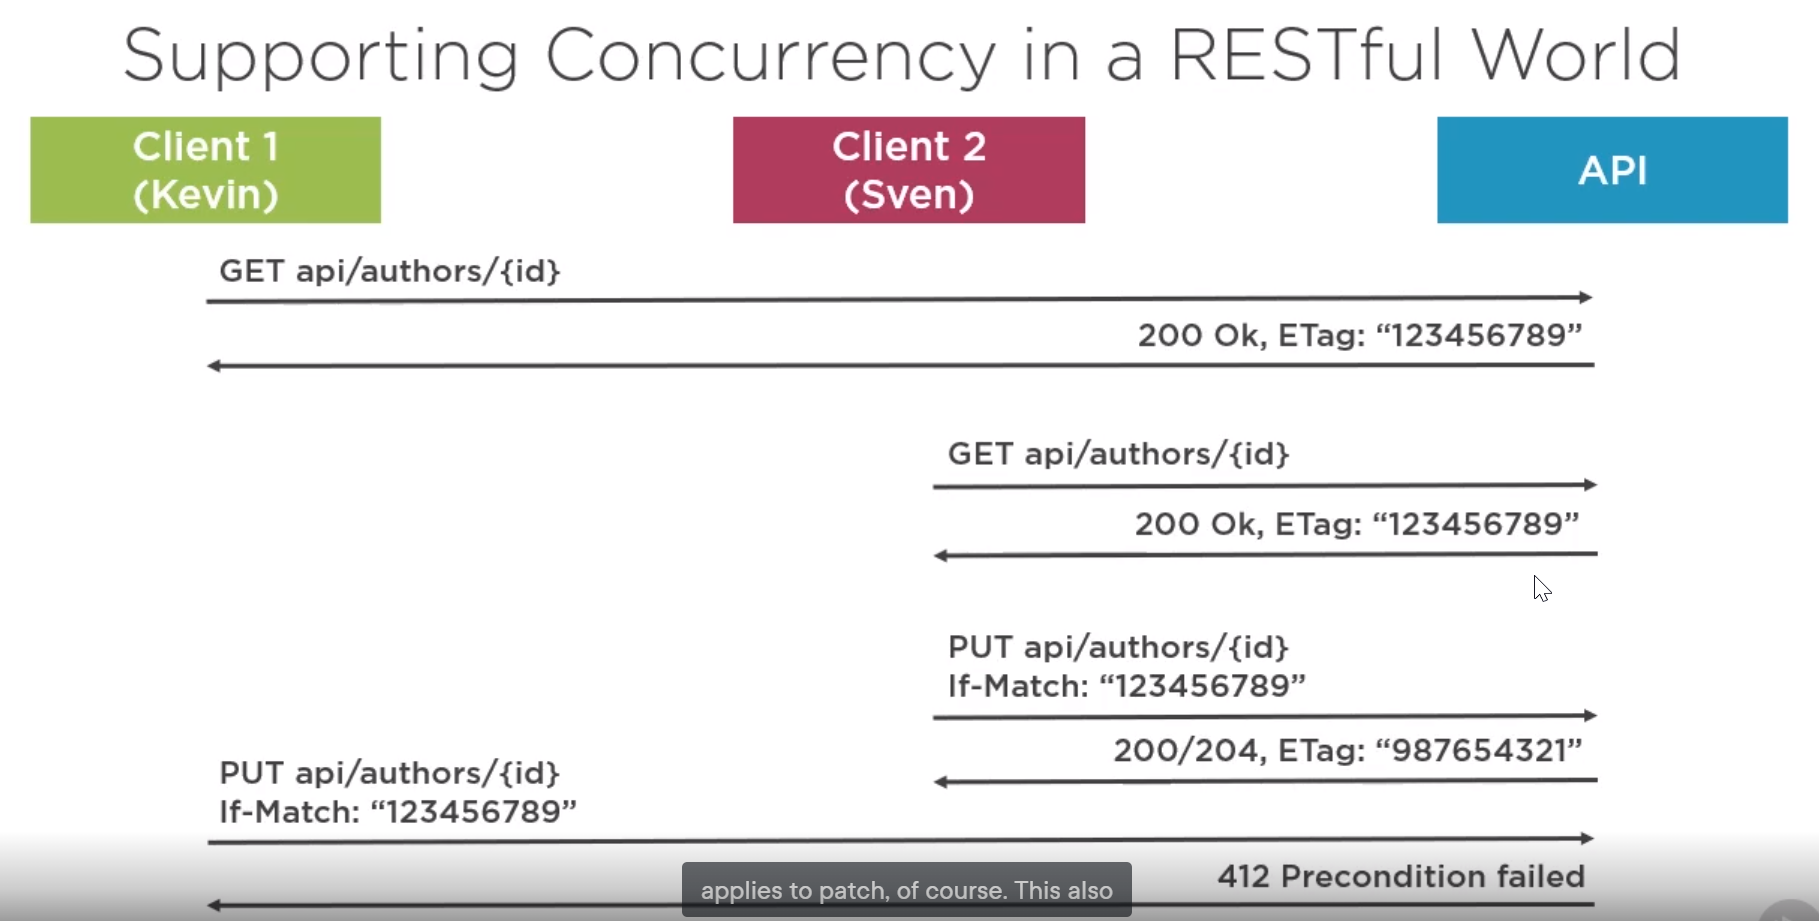 Supporting Concurrency in a RESTful World
Client 1
(Kevin)
Client 2
(Sven)
API
GET api/authors/{id}
200 Ok, ETag: “123456789”
GET api/authors/{id}
200 Ok, ETag: “123456789”
PUT api/authors/{id}
If-Match: “123456789”
200/204, ETag: “987654321”
PUT api/authors/{id}
If-Match: “123456789”
412 Precondition failed
applies to patch, of course. This also